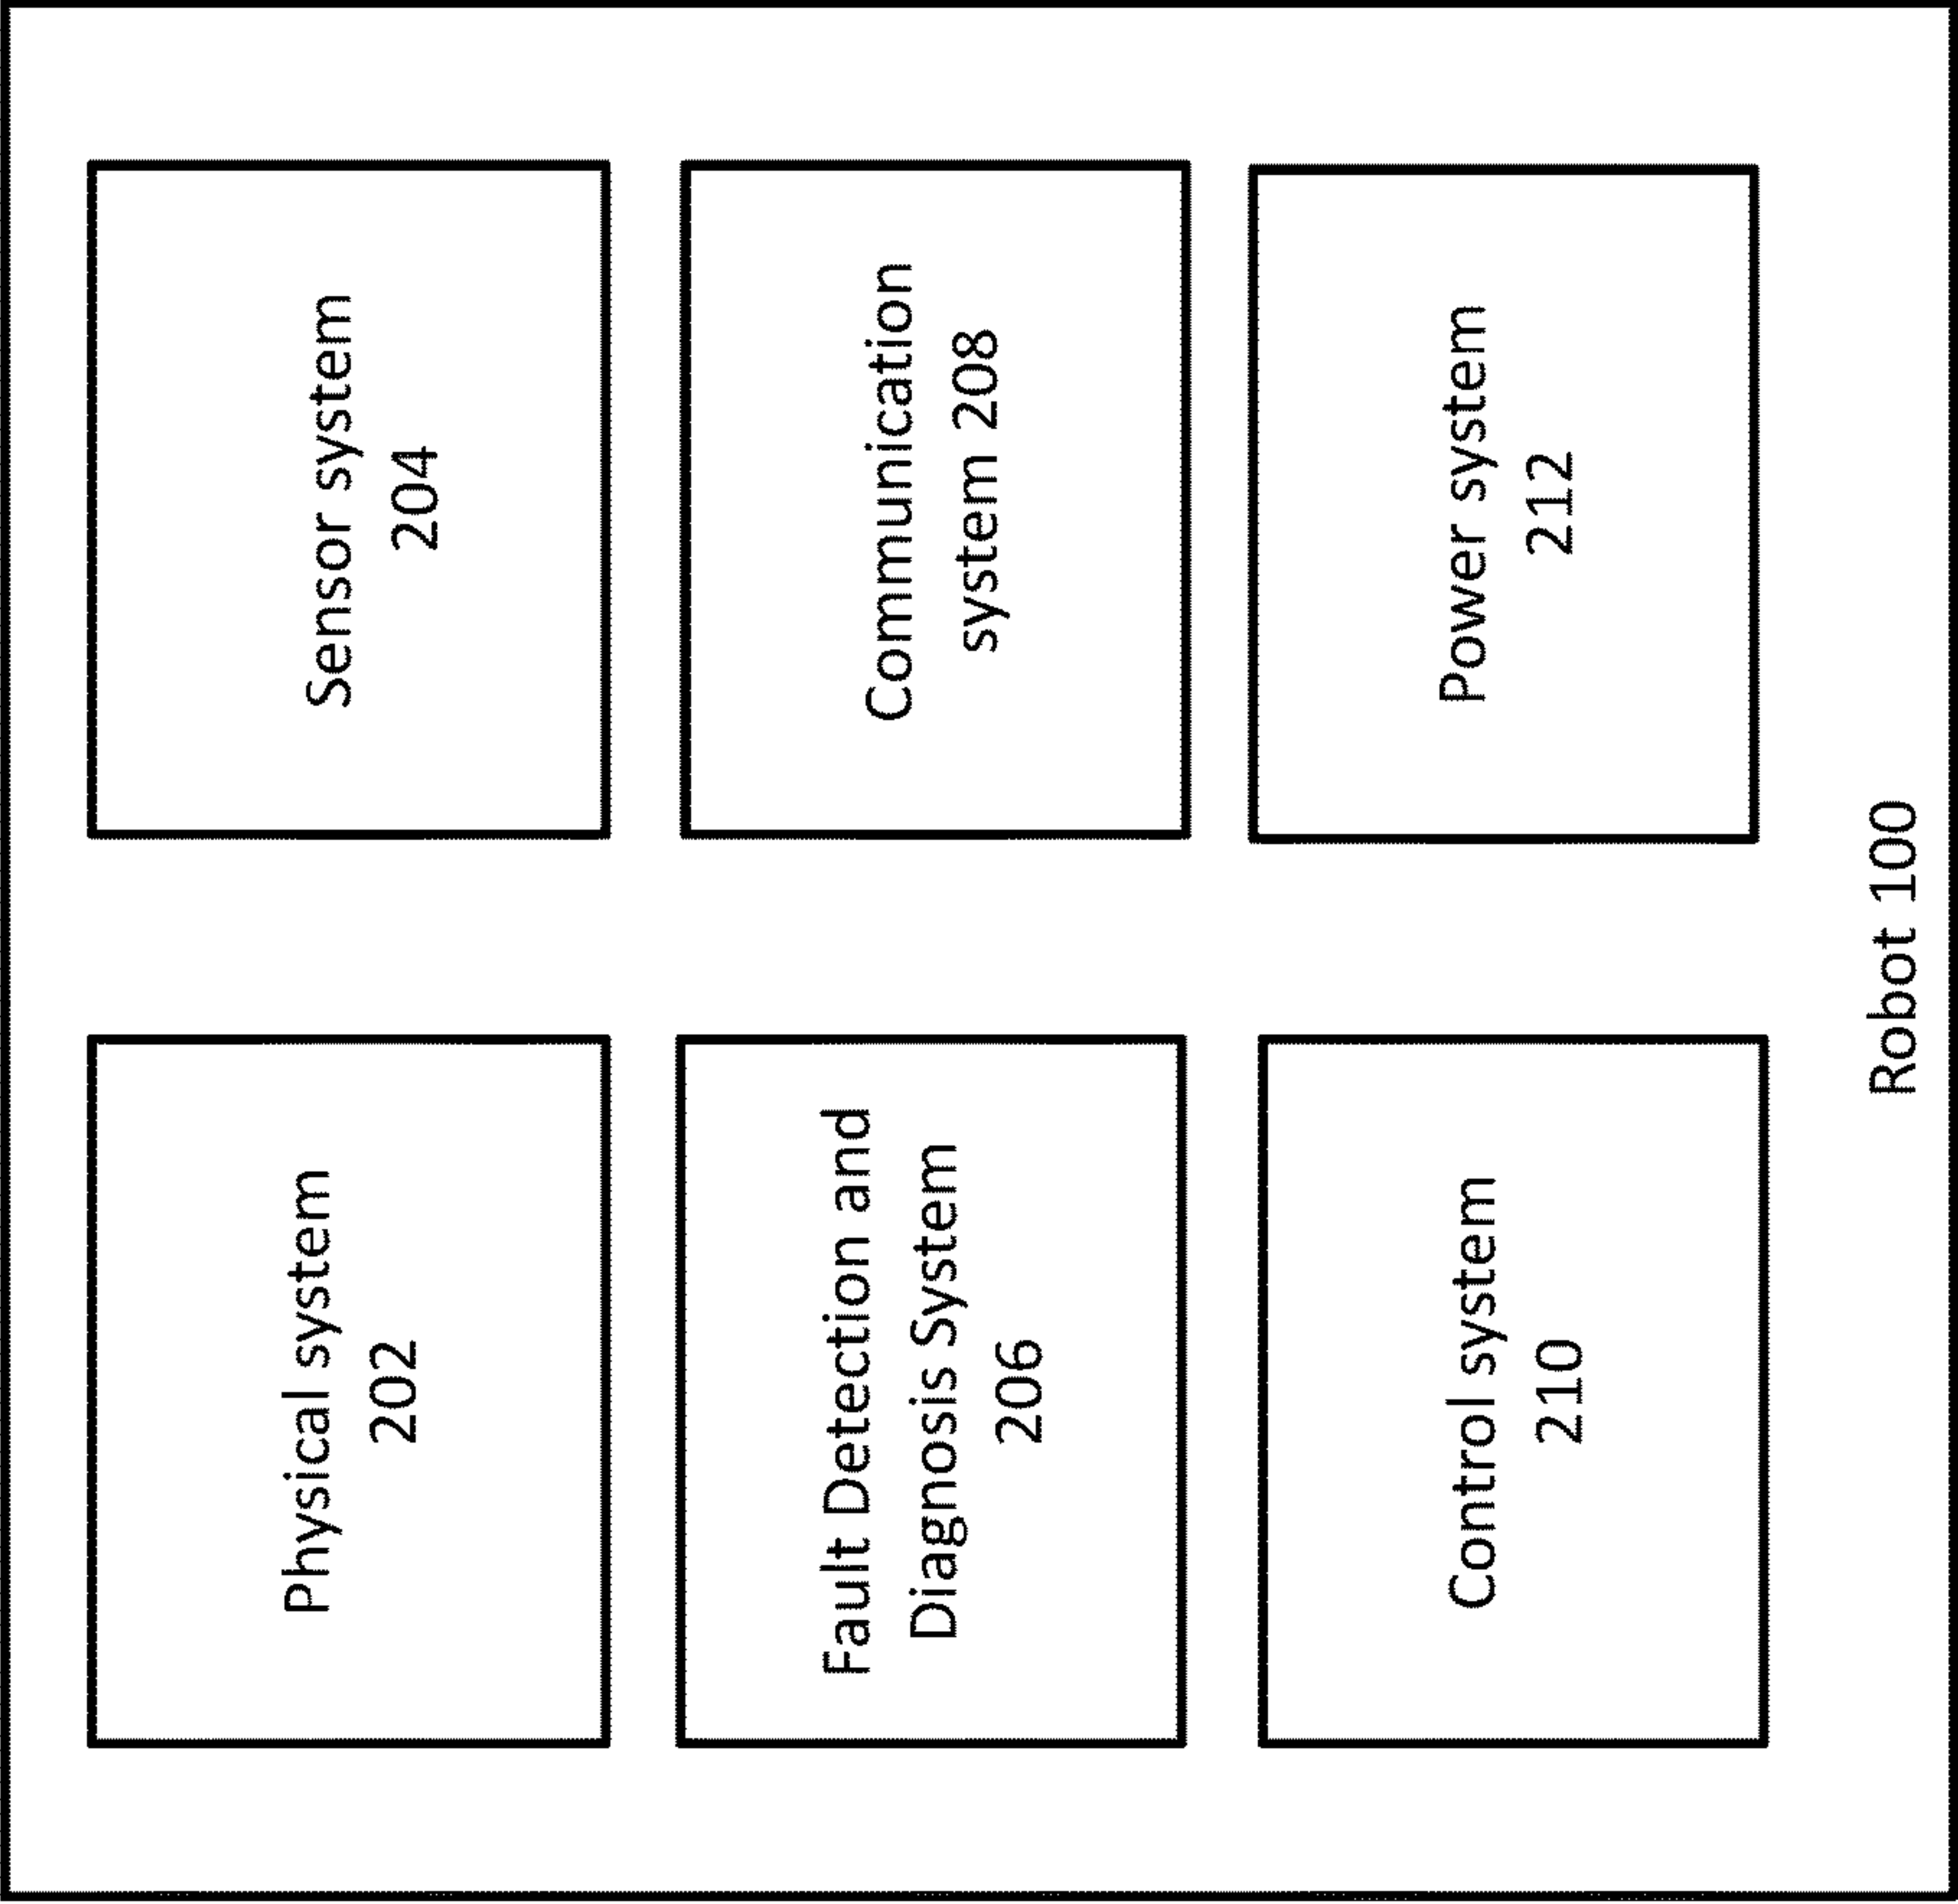 Physical system
202
Sensor system
204
Fault Detection and
Diagnosis System
206
Communication
system 208
Control system
210
Power system
212
Robot 100